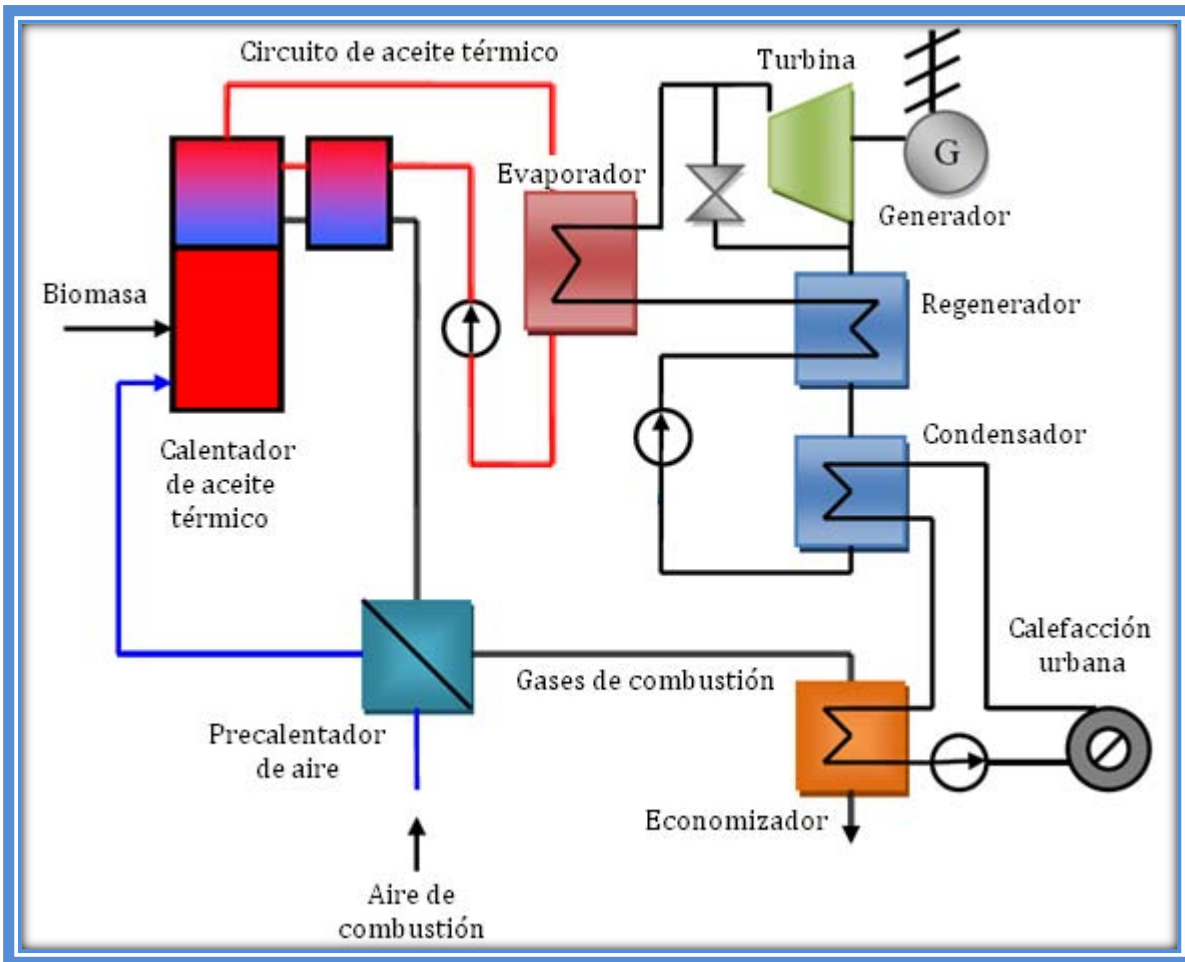 Circuito de aceite térmico
Turbina
Evaporador
G
Generador
Biomasa
Regenerador
Calentador
de aceite
térmico
Condensador
Calefacción
urbana
Gases de combustión
Precalentador
de aire
Economizador
Aire de
combustión